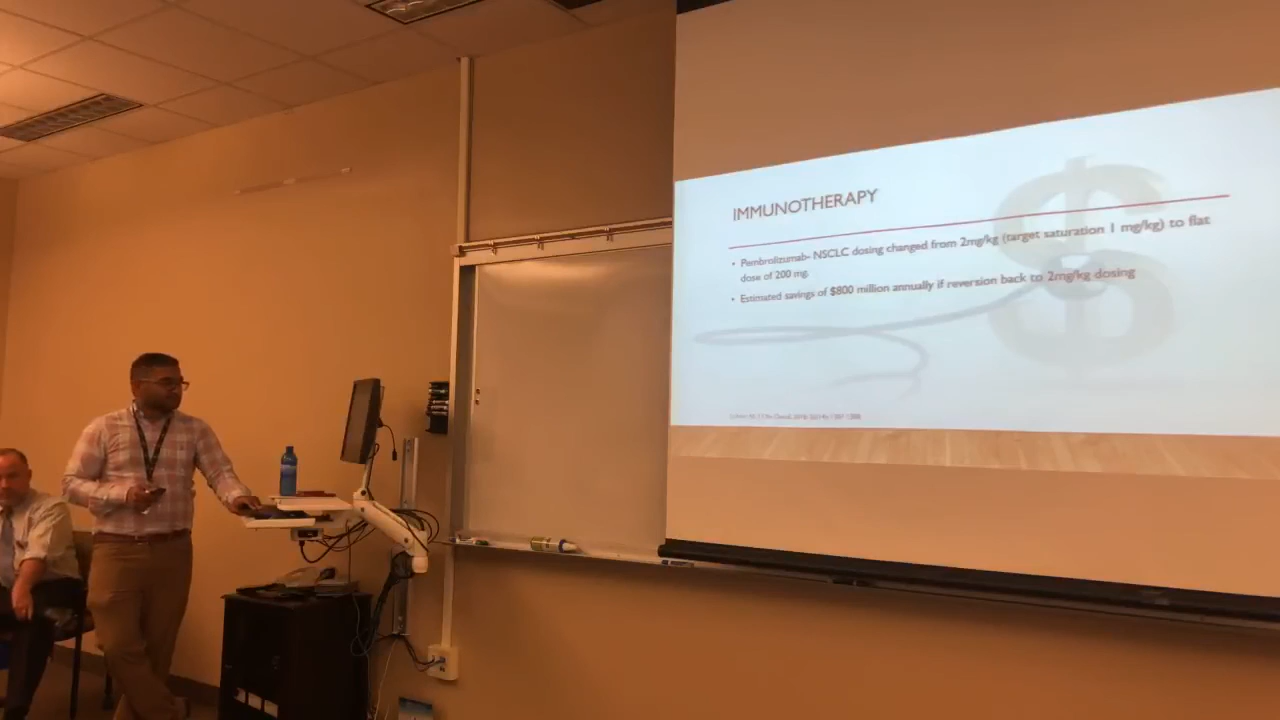 IMMUNOTHERAPY
• Pembrolizumab- NSCLC dosing changed from 2mg/kg (target saturation 1 mg/kg) to flat
dose of 200 mg.
• Estimated savings of $800 million annually if reversion back to 2mg/kg dosing